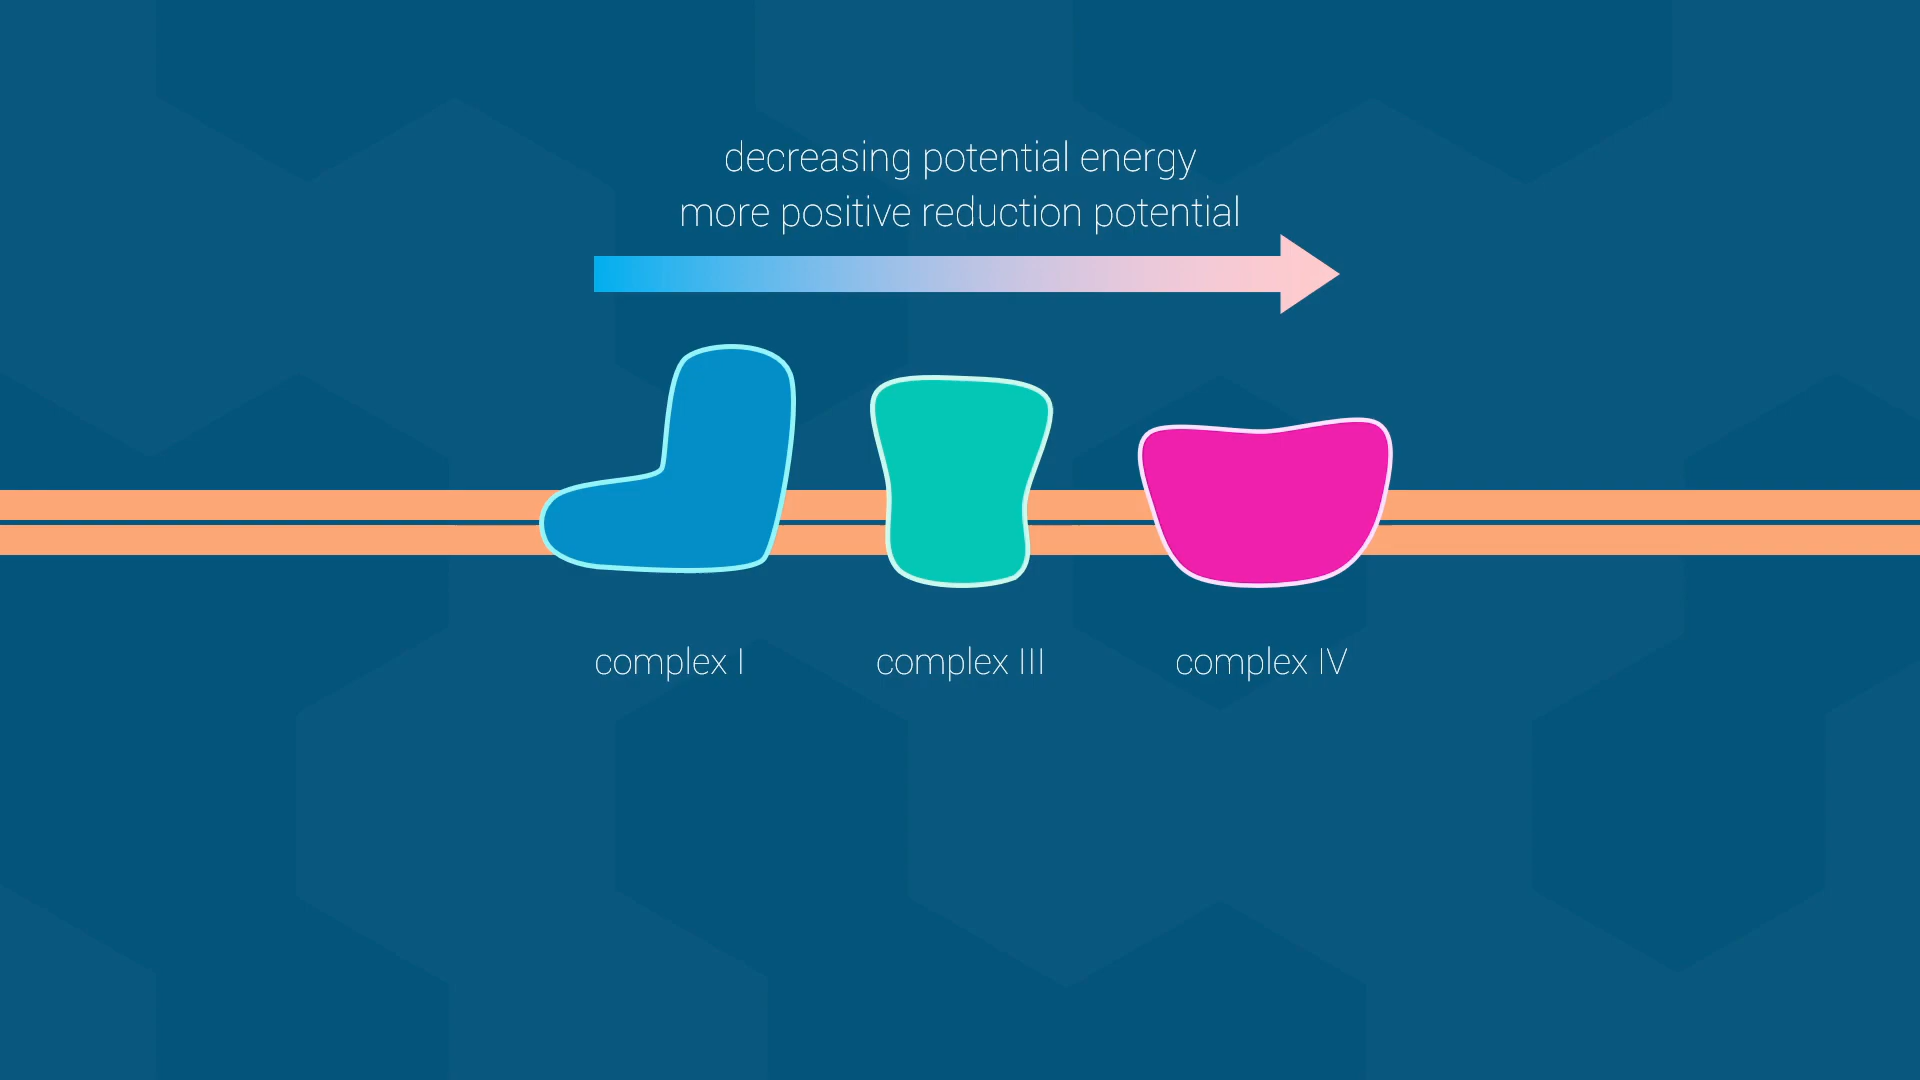 decreasing potential energy
more positive reduction potential
complex I
complex III
complex IV